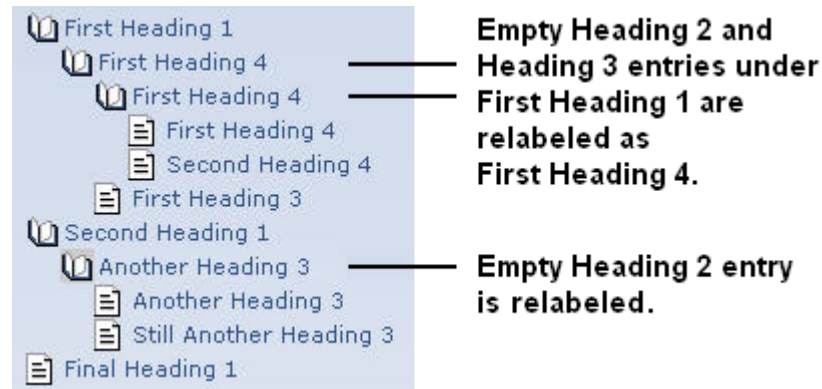 First Heading 1
First Heading 4
First Heading 4
First Heading 4
Second Heading 4
First Heading 3
Second Heading 1
Another Heading 3
Another Heading 3
Still Another Heading 3
Final Heading 1
Empty Heading 2 and
Heading 3 entries under
First Heading 1 are
relabeled as
First Heading 4.
Empty Heading 2 entry
is relabeled.